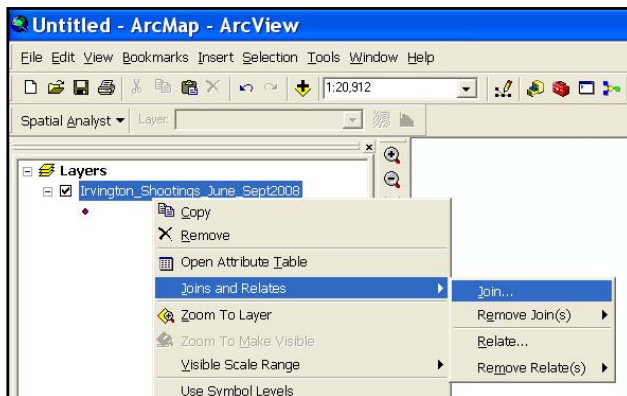 Untitled - ArcMap - ArcView
File Edit View Bookmarks Insert Selection Tools Window Help
1:20,912
Spatial Analyst Layer:
Layers
Irvington_Shootings_June_Sept2008
Copy
Remove
Open Attribute Table
Joins and Relates
Join...
Zoom To Layer
Remove Join(s)
Zoom To Make Visible
Relate...
Visible Scale Range
Remove Relate(s)
Use Symbol Levels